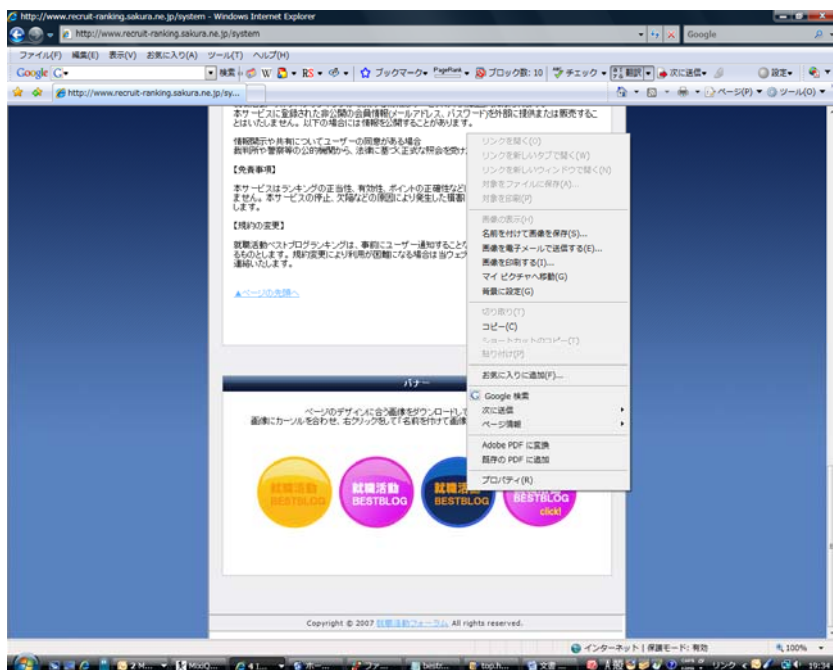 http://www.recruit-ranking.sakura.ne.jp/system - Windows Internet Explorer
http://www.recruit-ranking.sakura.ne.jp/system
Google
ファイル(F) 編集(E) 表示(V) お気に入り(A) ツール(T) ヘルプ(H)
Google G 検索 W RS ブックマーク PageRank ブロック数: 10 チェック 翻訳 次に送信 設定
http://www.recruit-ranking.sakura.ne.jp/sy... ページ(P) ツール(O)
本サービスに登録された非公開の会員情報(メールアドレス、パスワード)を外部に提供または販売するこ
とはいたしません。以下の場合には情報を公開することがあります。
情報開示や共有についてユーザーの同意がある場合
裁判所や警察等の公的機関から、法律に基づく正式な照会を受け
【免責事項】
本サービスはランキングの正当性、有効性、ポイントの正確性など
ません。本サービスの停止、欠陥などの原因により発生した損害
します。
【規約の変更】
就職活動ベストブログランキングは、事前にユーザー通知すること
るものとします。規約変更により利用が困難になる場合は当ウェブ
連絡いたします。
▲ページの先頭へ
リンクを開く(O)
リンクを新しいタブで開く(W)
リンクを新しいウィンドウで開く(N)
対象をファイルに保存(A)...
対象を印刷(P)
画像の表示(H)
名前を付けて画像を保存(S)...
画像を電子メールで送信する(E)...
画像を印刷する(I)...
マイ ピクチャへ移動(G)
背景に設定(G)
切り取り(T)
コピー(C)
ショートカットのコピー(T)
貼り付け(P)
お気に入りに追加(F)...
Google 検索
次に送信
ページ情報
Adobe PDF に変換
既存の PDF に追加
プロパティ(R)
バナー
ページのデザインに合う画像をダウンロードして
画像にカーソルを合わせ、右クリックをして「名前を付けて画像
就職活動
BESTBLOG
就職活動
BESTBLOG
就職活
BESTBLOG
BESTBLOG
click!
Copyright © 2007 就職活動フォーラム All rights reserved.
インターネット | 保護モード: 有効 100%
リンク 19:34